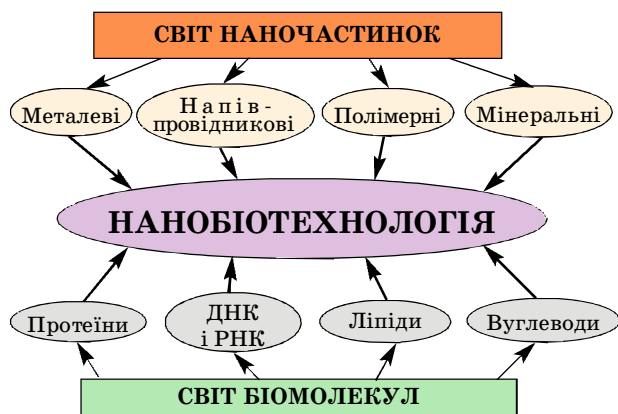 СВІТ НАНОЧАСТИНОК
Металеві
Напів-
провідникові
Полімерні
Мінеральні
НАНОБІОТЕХНОЛОГІЯ
Протеїни
ДНК
і РНК
Ліпіди
Вуглеводи
СВІТ БІОМОЛЕКУЛ